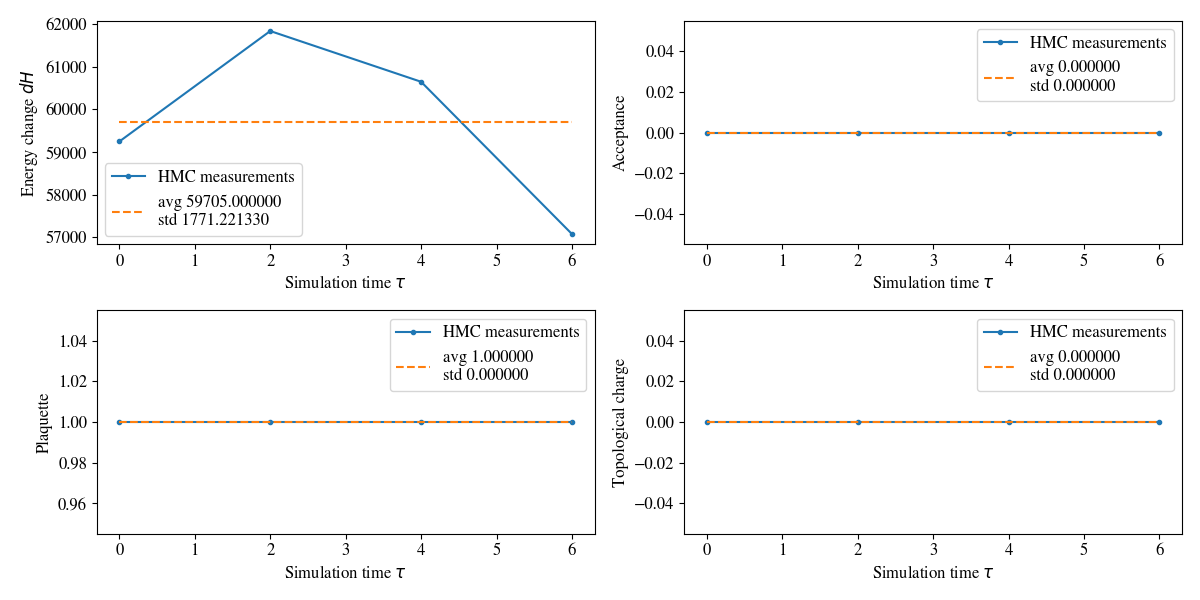 62000
61000
60000
59000
58000
57000
Energy change dH
HMC measurements
avg 59705.000000
std 1771.221330
0 1 2 3 4 5 6
Simulation time τ
0.04
0.02
0.00
−0.02
−0.04
Acceptance
HMC measurements
avg 0.000000
std 0.000000
0 1 2 3 4 5 6
Simulation time τ
1.04
1.02
1.00
0.98
0.96
Plaquette
HMC measurements
avg 1.000000
std 0.000000
0 1 2 3 4 5 6
Simulation time τ
0.04
0.02
0.00
−0.02
−0.04
Topological charge
HMC measurements
avg 0.000000
std 0.000000
0 1 2 3 4 5 6
Simulation time τ